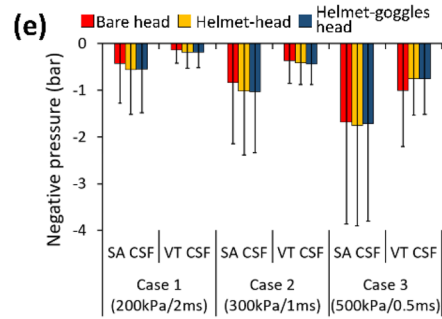 (e)
Bare head Helmet-head Helmet-goggles head
Negative pressure (bar)
0
-1
-2
-3
-4
SA CSF VT CSF SA CSF VT CSF SA CSF VT CSF
Case 1 Case 2 Case 3
(200kPa/2ms) (300kPa/1ms) (500kPa/0.5ms)